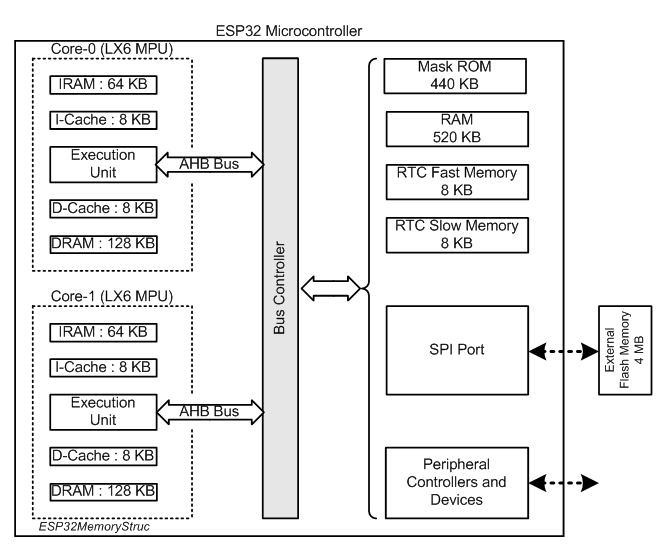 ESP32 Microcontroller
Core-0 (LX6 MPU)
IRAM : 64 KB
I-Cache : 8 KB
Execution
Unit
AHB Bus
D-Cache : 8 KB
DRAM : 128 KB
Core-1 (LX6 MPU)
IRAM : 64 KB
I-Cache : 8 KB
Execution
Unit
AHB Bus
D-Cache : 8 KB
DRAM : 128 KB
ESP32MemoryStruc
Bus Controller
Mask ROM
440 KB
RAM
520 KB
RTC Fast Memory
8 KB
RTC Slow Memory
8 KB
SPI Port
Peripheral
Controllers and
Devices
External
Flash Memory
4 MB